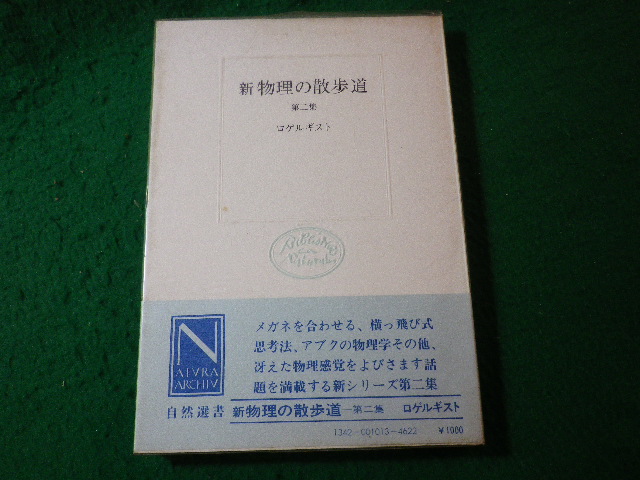 新 物理の散歩道
第二集
ロゲルギスト
メガネを合わせる、横っ飛び式
思考法、アブクの物理学その他、
冴えた物理感覚をよびさます話
題を満載する新シリーズ第二集
N
ATVRA
ARCHIV
自然選書 新物理の散歩道—第二集 ロゲルギスト
1342-001013-4622 ¥1000